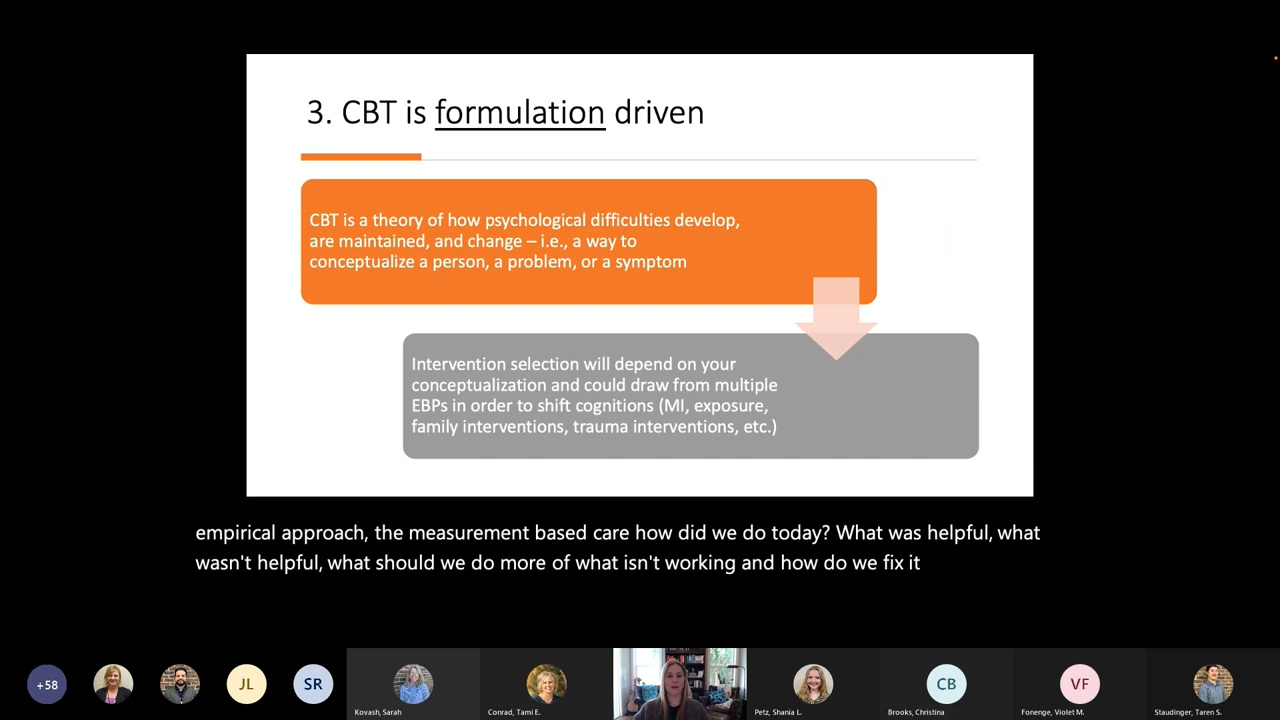 3. CBT is formulation driven
CBT is a theory of how psychological difficulties develop,
are maintained, and change – i.e., a way to
conceptualize a person, a problem, or a symptom
Intervention selection will depend on your
conceptualization and could draw from multiple
EBPs in order to shift cognitions (MI, exposure,
family interventions, trauma interventions, etc.)
empirical approach, the measurement based care how did we do today? What was helpful, what
wasn't helpful, what should we do more of what isn't working and how do we fix it
+58
JL
SR
CB
VF
Kovash, Sarah
Conrad, Tami E.
Petz, Shania L.
Brooks, Christina
Fonenge, Violet M.
Staudinger, Taren S.